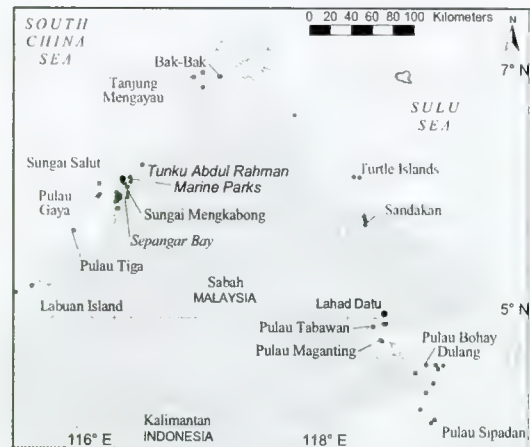 SOUTH
CHINA
SEA
0 20 40 60 80 100 Kilometers
N
7° N
Bak-Bak
Tanjung
Mengayau
SULU
SEA
Sungai Salut
Tunku Abdul Rahman
Marine Parks
Turtle Islands
Pulau
Gaya
Sungai Mengkabong
Sandakan
Sepangar Bay
Pulau Tiga
Sabah
MALAYSIA
Labuan Island
Lahad Datu
5° N
Pulau Tabawan
Pulau Bohay
Dulang
Pulau Maganting
Kalimantan
INDONESIA
116° E
118° E
Pulau Sipadan